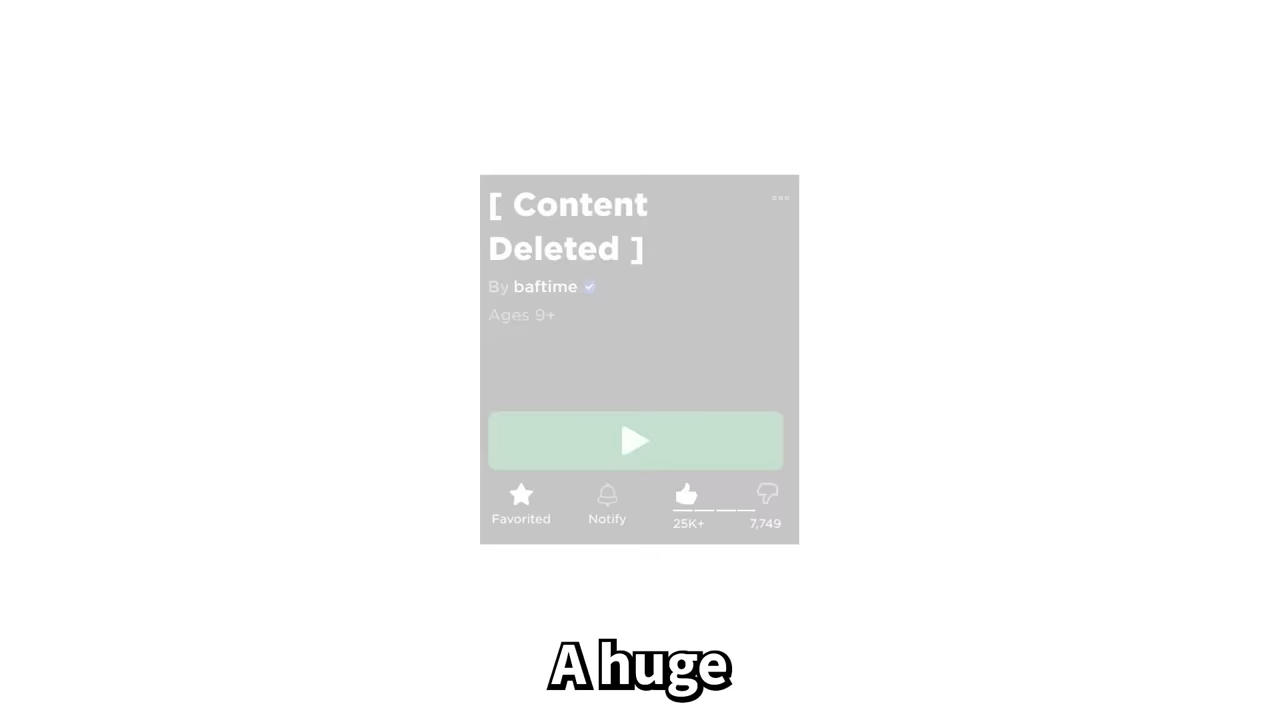 [ Content
Deleted ]
By baftime
Ages 9+
Favorited
Notify
25K+
7,749
A huge